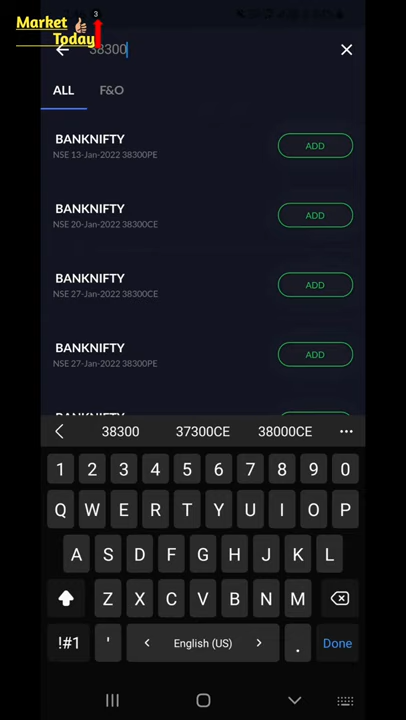 Market
Today
3
38300
ALL F&O
BANKNIFTY
NSE 13-Jan-2022 38300PE
ADD
BANKNIFTY
NSE 20-Jan-2022 38300CE
ADD
BANKNIFTY
NSE 27-Jan-2022 38300CE
ADD
BANKNIFTY
NSE 27-Jan-2022 38300PE
ADD
BANKNIFTY
38300 37300CE 38000CE
1 2 3 4 5 6 7 8 9 0
Q W E R T Y U I O P
A S D F G H J K L
Z X C V B N M
!#1 ' English (US) . Done